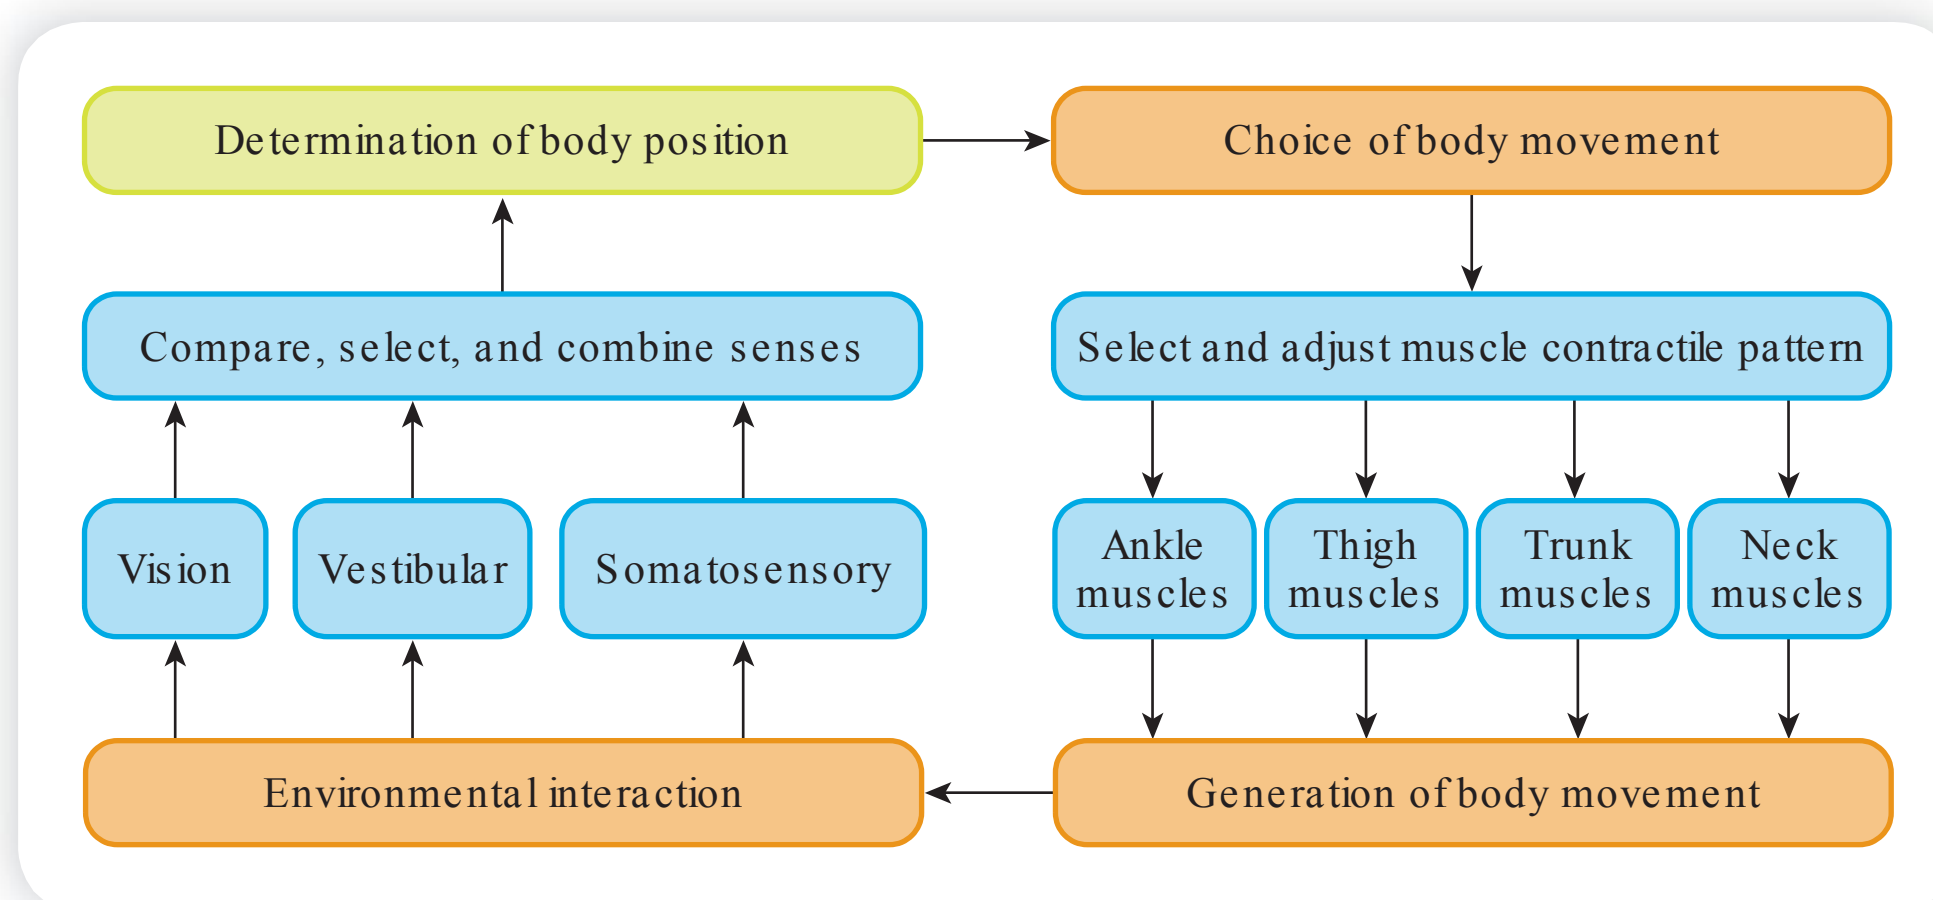 Determination of body position
Choice of body movement
Compare, select, and combine senses
Select and adjust muscle contractile pattern
Vision
Vestibular
Somatosensory
Ankle
muscles
Thigh
muscles
Trunk
muscles
Neck
muscles
Environmental interaction
Generation of body movement